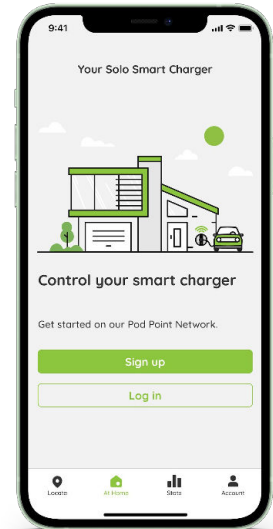 9:41
Your Solo Smart Charger
Control your smart charger
Get started on our Pod Point Network.
Sign up
Log in
Locate At Home Stats Account